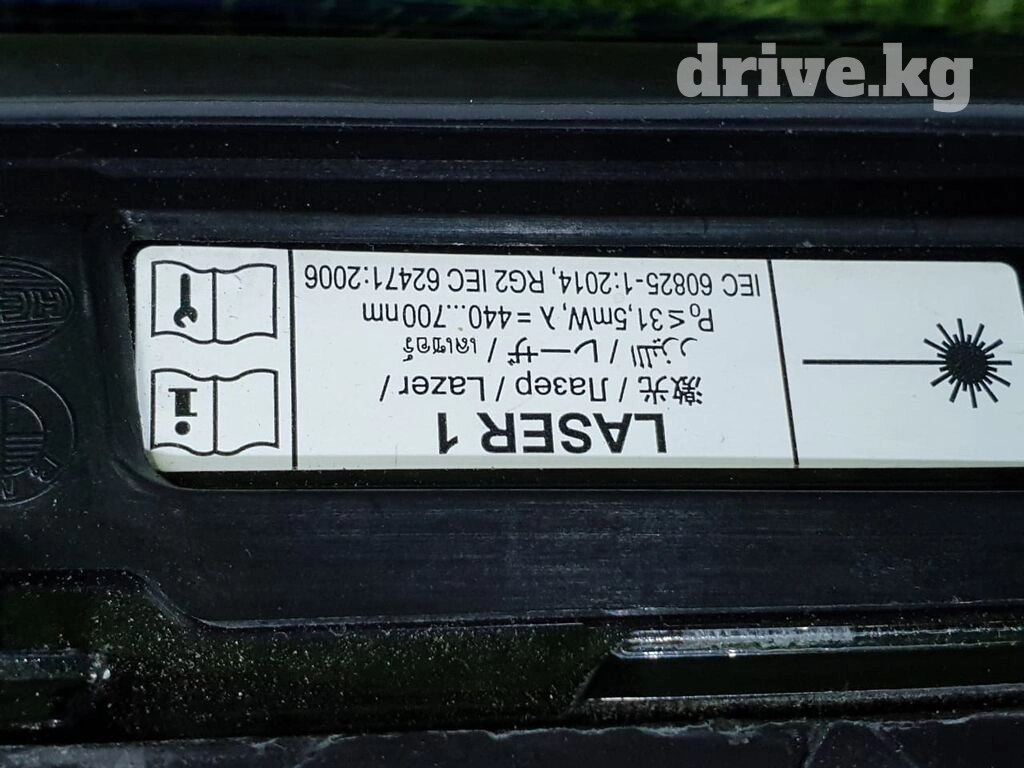 drive.kg
LASER 1
激光 / Лазер / Lazer /
الليزر / レーザ / เลเซอร์
P₀ ≤ 31,5mW, λ = 440...700nm
IEC 60825-1:2014, RG2 IEC 62471:2006
i